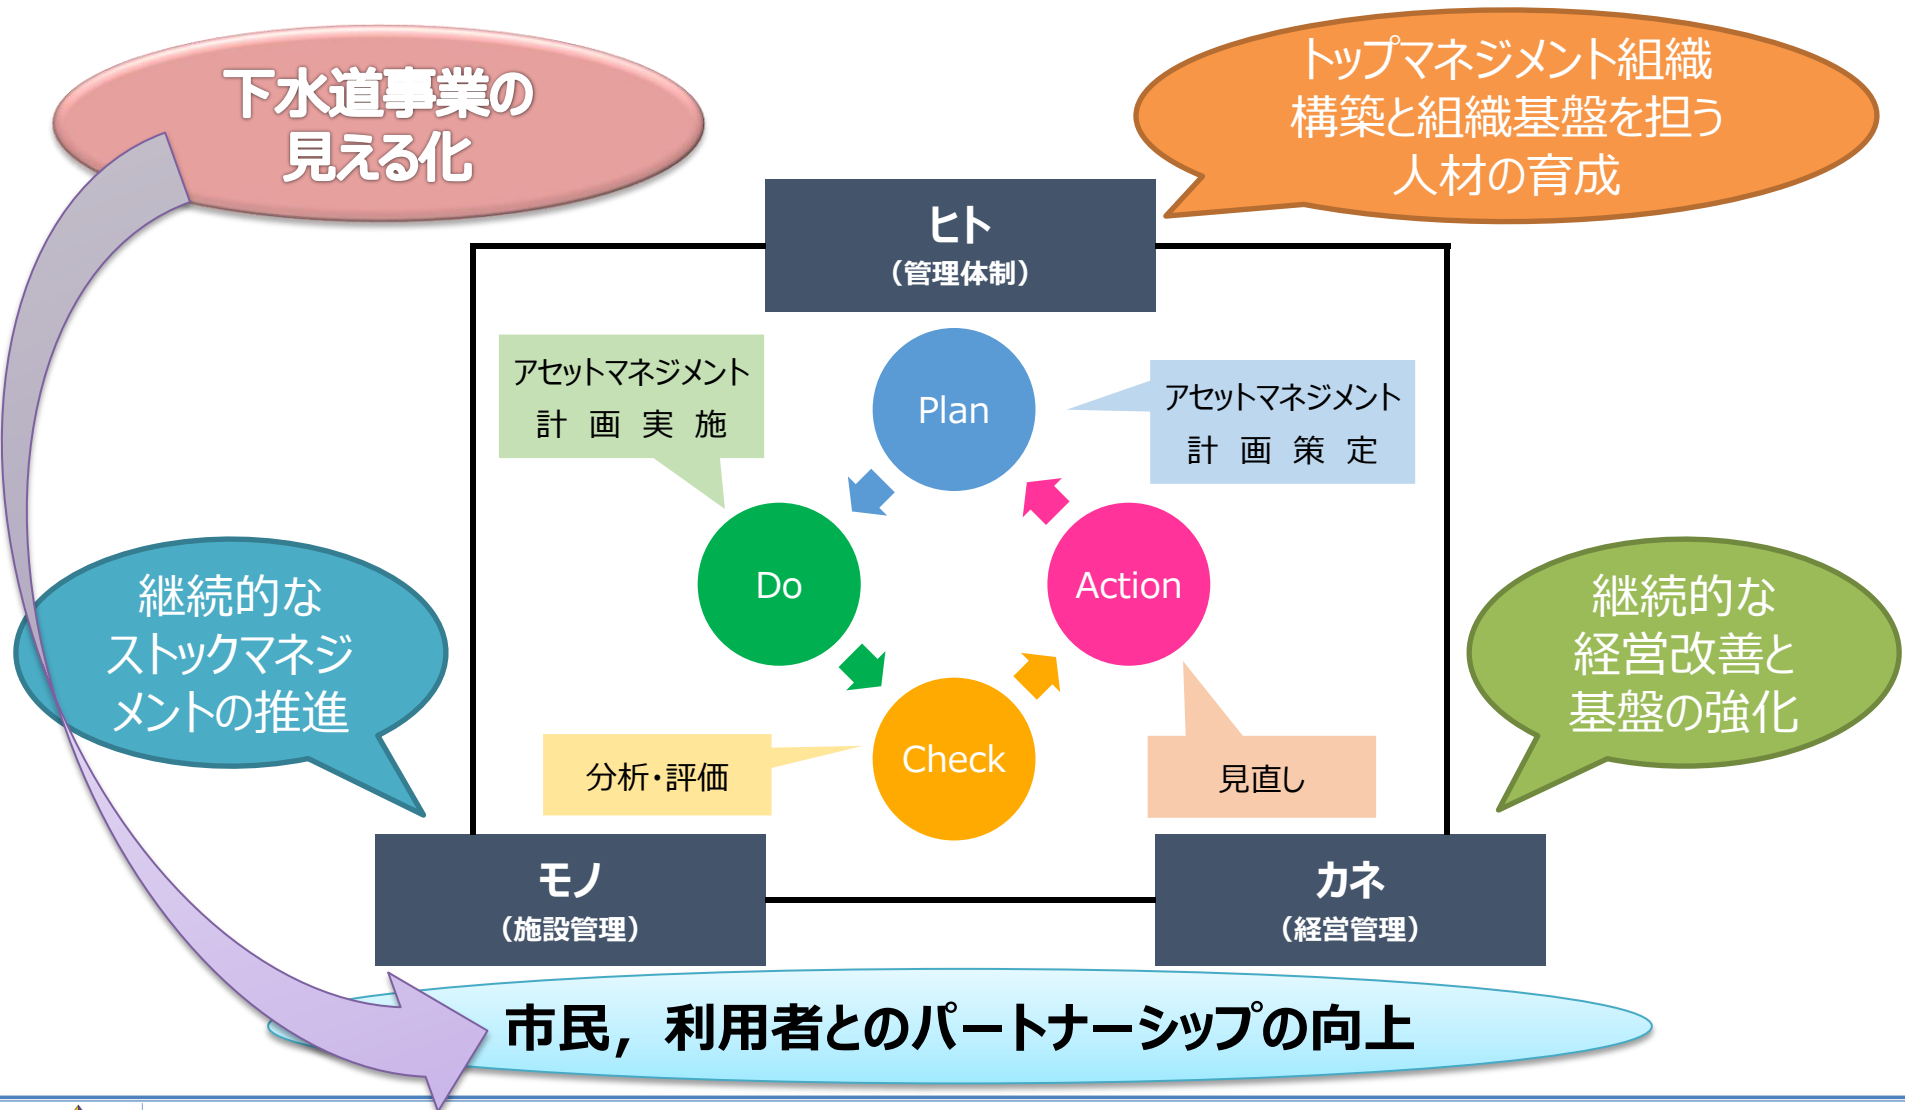 下水道事業の
見える化
トップマネジメント組織
構築と組織基盤を担う
人材の育成
ヒト
（管理体制）
アセットマネジメント
計画実施
Plan
アセットマネジメント
計画策定
Do
Action
継続的な
ストックマネジ
メントの推進
継続的な
経営改善と
基盤の強化
Check
分析・評価
見直し
モノ
（施設管理）
カネ
（経営管理）
市民，利用者とのパートナーシップの向上